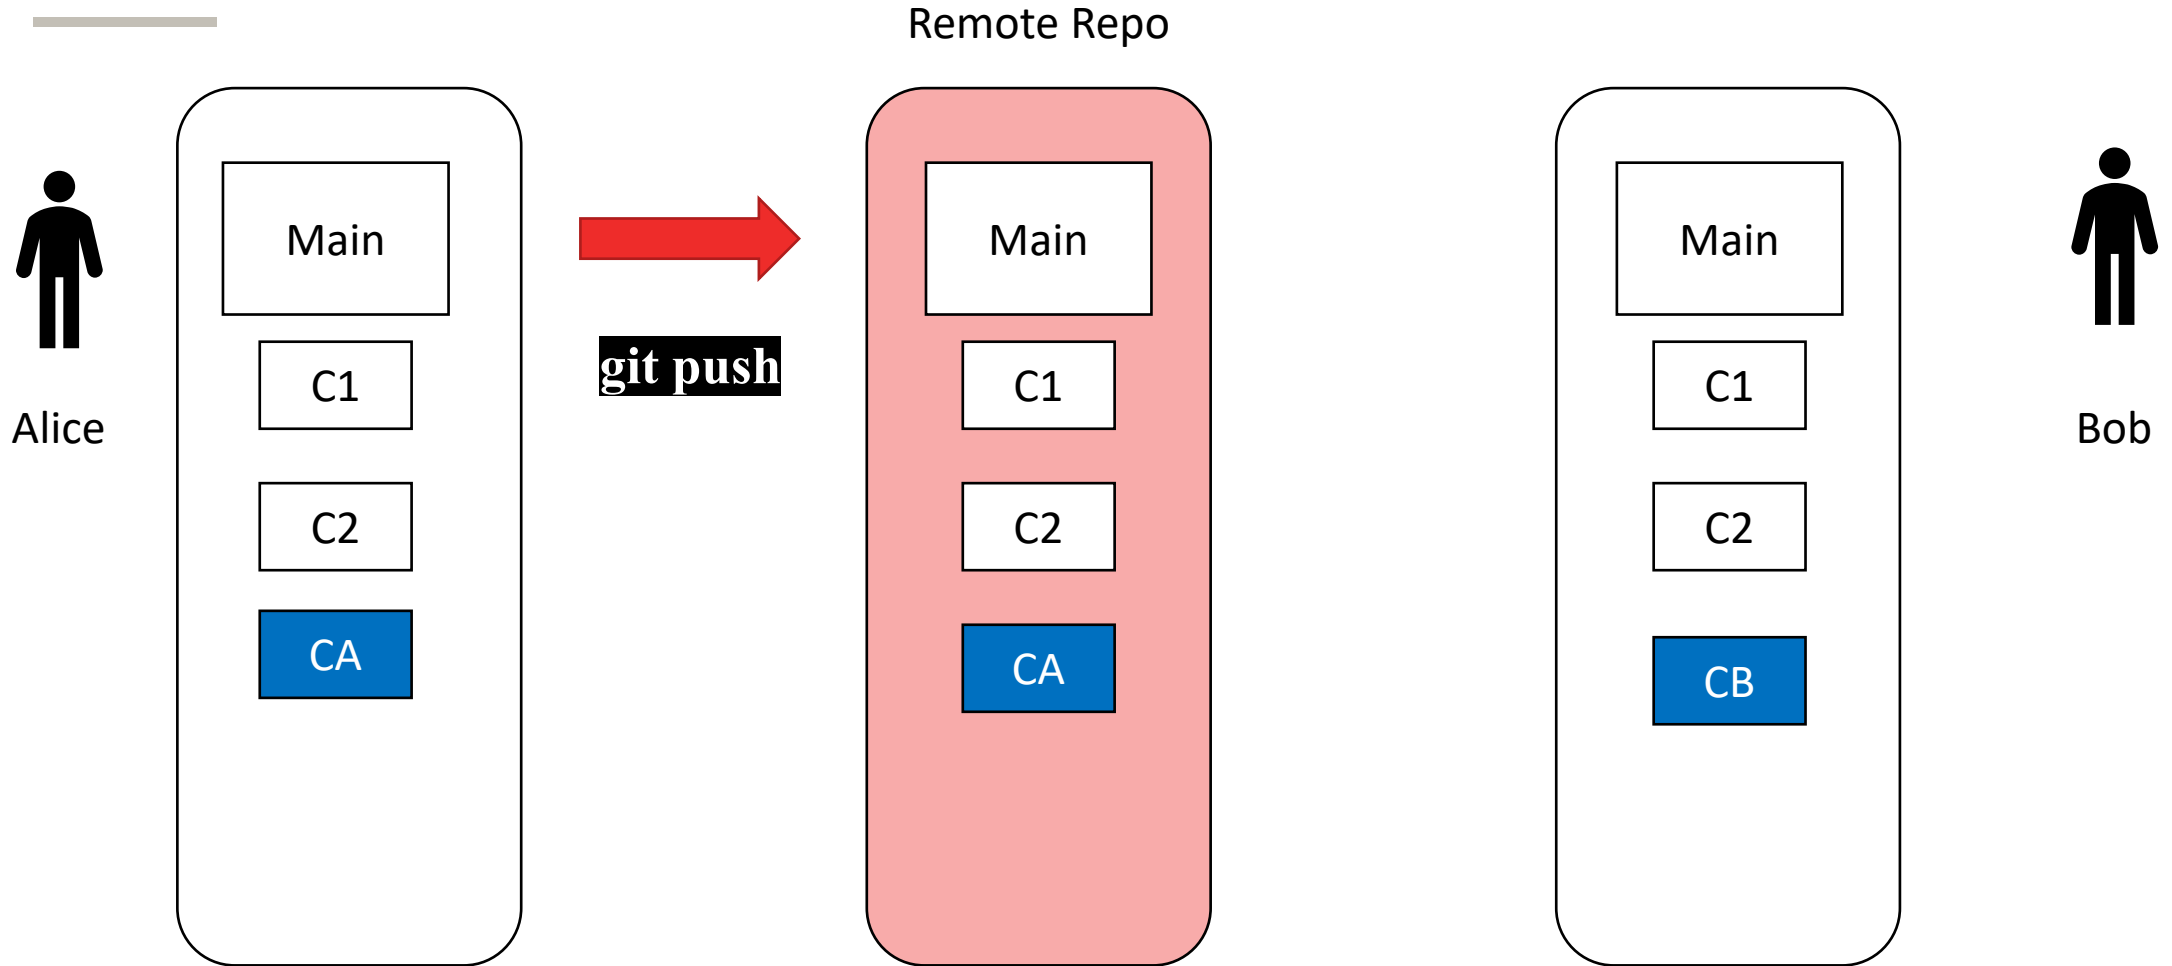 Remote Repo
Alice
Main
C1
C2
CA
git push
Main
C1
C2
CA
Main
C1
C2
CB
Bob